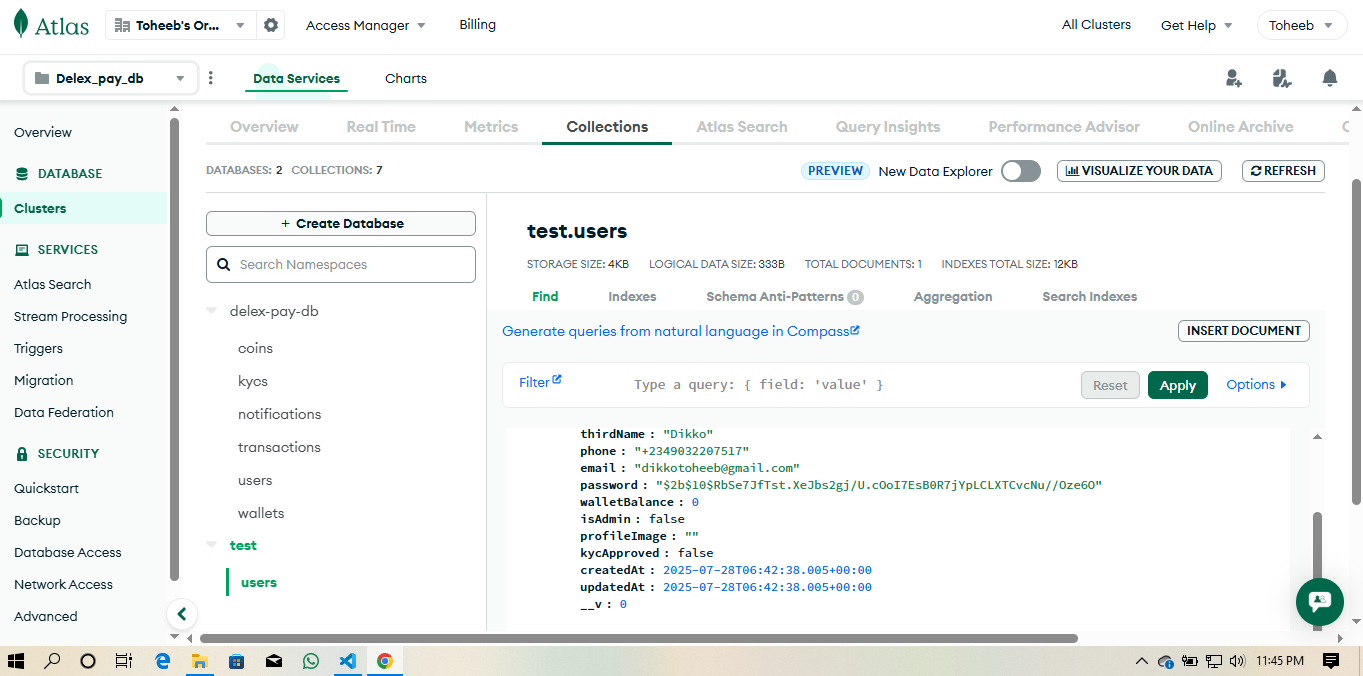 Atlas
Toheeb's Or...
Access Manager
Billing
All Clusters
Get Help
Toheeb
Delex_pay_db
Data Services
Charts
Overview
DATABASE
Clusters
SERVICES
Atlas Search
Stream Processing
Triggers
Migration
Data Federation
SECURITY
Quickstart
Backup
Database Access
Network Access
Advanced
Overview
Real Time
Metrics
Collections
Atlas Search
Query Insights
Performance Advisor
Online Archive
DATABASES: 2 COLLECTIONS: 7
PREVIEW
New Data Explorer
VISUALIZE YOUR DATA
REFRESH
+ Create Database
Search Namespaces
delex-pay-db
coins
kycs
notifications
transactions
users
wallets
test
users
test.users
STORAGE SIZE: 4KB LOGICAL DATA SIZE: 333B TOTAL DOCUMENTS: 1 INDEXES TOTAL SIZE: 12KB
Find
Indexes
Schema Anti-Patterns 0
Aggregation
Search Indexes
Generate queries from natural language in Compass
INSERT DOCUMENT
Filter
Type a query: { field: 'value' }
Reset
Apply
Options
thirdName : "Dikko"
phone : "+2349032207517"
email : "dikkotoheeb@gmail.com"
password : "$2b$10$RbSe7JfTst.XeJbs2gj/U.cOoI7EsB0R7jYpLCLXTCvcNu//Oze6O"
walletBalance : 0
isAdmin : false
profileImage : ""
kycApproved : false
createdAt : 2025-07-28T06:42:38.005+00:00
updatedAt : 2025-07-28T06:42:38.005+00:00
__v : 0
11:45 PM